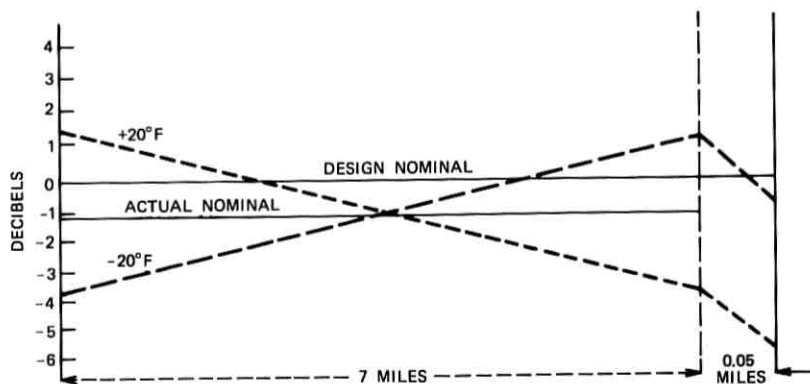 4
3
2
1
0
-1
-2
-3
-4
-5
-6
DECIBELS
+20°F
DESIGN NOMINAL
ACTUAL NOMINAL
-20°F
7 MILES
0.05
MILES